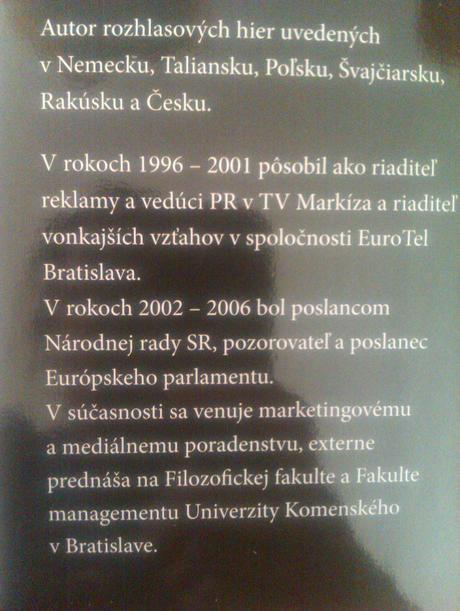 Autor rozhlasových hier uvedených
v Nemecku, Taliansku, Poľsku, Švajčiarsku,
Rakúsku a Česku.
V rokoch 1996 – 2001 pôsobil ako riaditeľ
reklamy a vedúci PR v TV Markíza a riaditeľ
vonkajších vzťahov v spoločnosti EuroTel
Bratislava.
V rokoch 2002 – 2006 bol poslancom
Národnej rady SR, pozorovateľ a poslanec
Európskeho parlamentu.
V súčasnosti sa venuje marketingovému
a mediálnemu poradenstvu, externe
prednáša na Filozofickej fakulte a Fakulte
managementu Univerzity Komenského
v Bratislave.